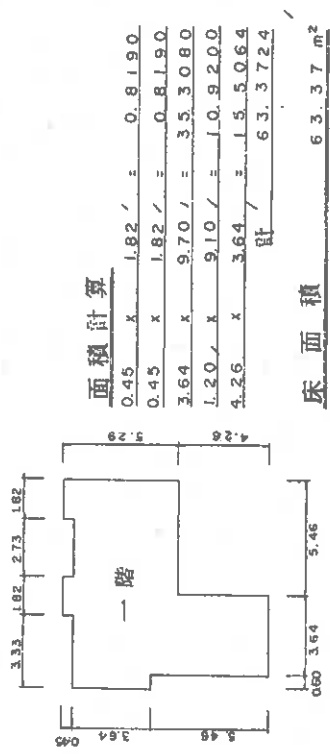 面積計算
0.45 x 1.82 / = 0.8190
0.45 x 1.82 / = 0.8190
3.64 x 9.70 / = 35.3080
1.20 / x 9.10 / = 10.9200
4.26 x 3.64 / = 15.5064
計 / 63.3724 /
床面積 63.37 m²
3.33 1.82 2.73 1.82
0.45
3.64
5.46
一階
5.29
4.26
0.60 3.64 5.46